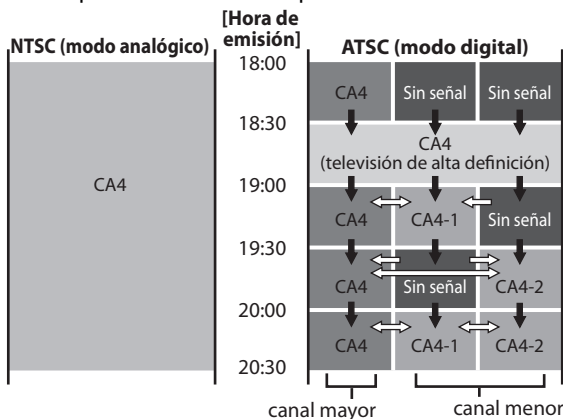 [Hora de
emisión]
NTSC (modo analógico)
ATSC (modo digital)
18:00
CA4 Sin señal Sin señal
18:30
CA4
(televisión de alta definición)
CA4
19:00
CA4 CA4-1 Sin señal
19:30
CA4 Sin señal CA4-2
20:00
CA4 CA4-1 CA4-2
20:30
canal mayor canal menor